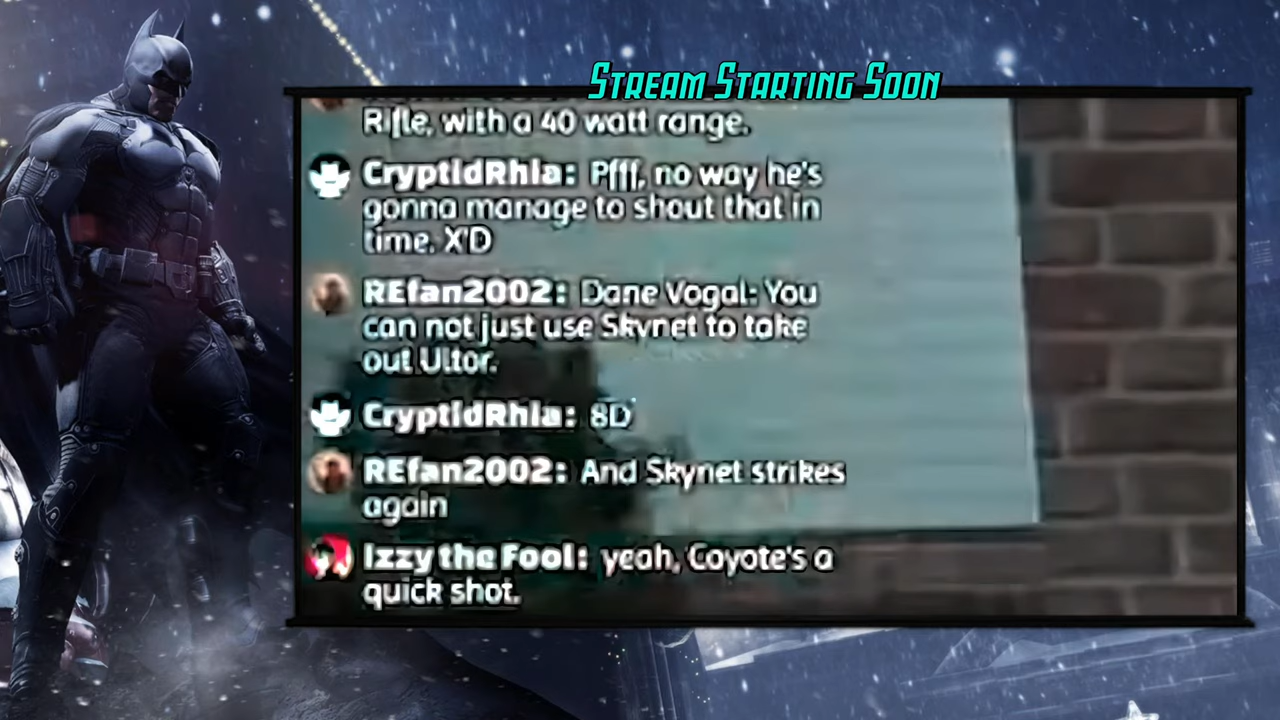 Stream Starting Soon
Rifle, with a 40 watt range.
CryptidRhia: Pfff, no way he's
gonna manage to shout that in
time. X'D
REfan2002: Dane Vogal: You
can not just use Skynet to take
out Ultor.
CryptidRhia: 8D
REfan2002: And Skynet strikes
again
Izzy the Fool: yeah, Coyote's a
quick shot.